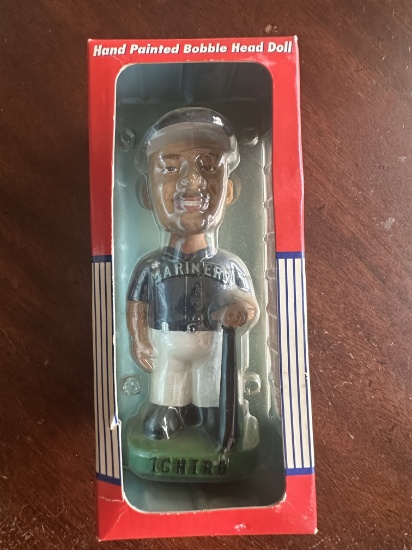 Hand Painted Bobble Head Doll
MARINERS
ICHIRO